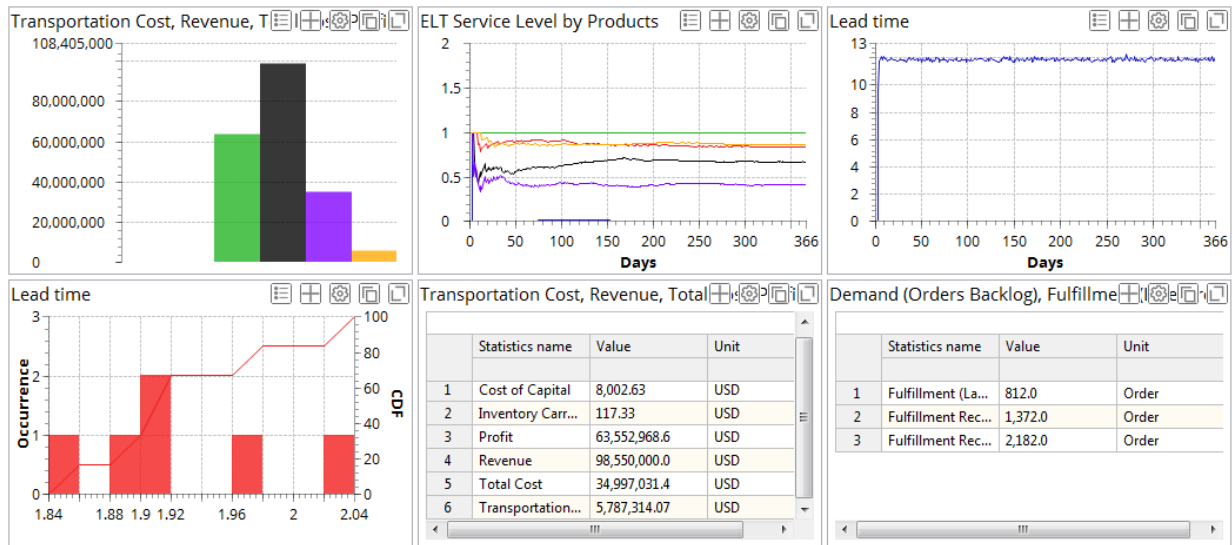 Transportation Cost, Revenue, T
108,405,000
80,000,000
60,000,000
40,000,000
20,000,000
0
ELT Service Level by Products
2
1.5
1
0.5
0
0 50 100 150 200 250 300 366
Days
Lead time
13
10
8
6
4
2
0
0 50 100 150 200 250 300 366
Days
Lead time
3
2
1
0
Occurrence
100
80
60
40
20
0
CDF
1.84 1.88 1.9 1.92 1.96 2 2.04
Transportation Cost, Revenue, Total
Statistics name Value Unit
1 Cost of Capital 8,002.63 USD
2 Inventory Carr... 117.33 USD
3 Profit 63,552,968.6 USD
4 Revenue 98,550,000.0 USD
5 Total Cost 34,997,031.4 USD
6 Transportation... 5,787,314.07 USD
Demand (Orders Backlog), Fulfillme
Statistics name Value Unit
1 Fulfillment (La... 812.0 Order
2 Fulfillment Rec... 1,372.0 Order
3 Fulfillment Rec... 2,182.0 Order